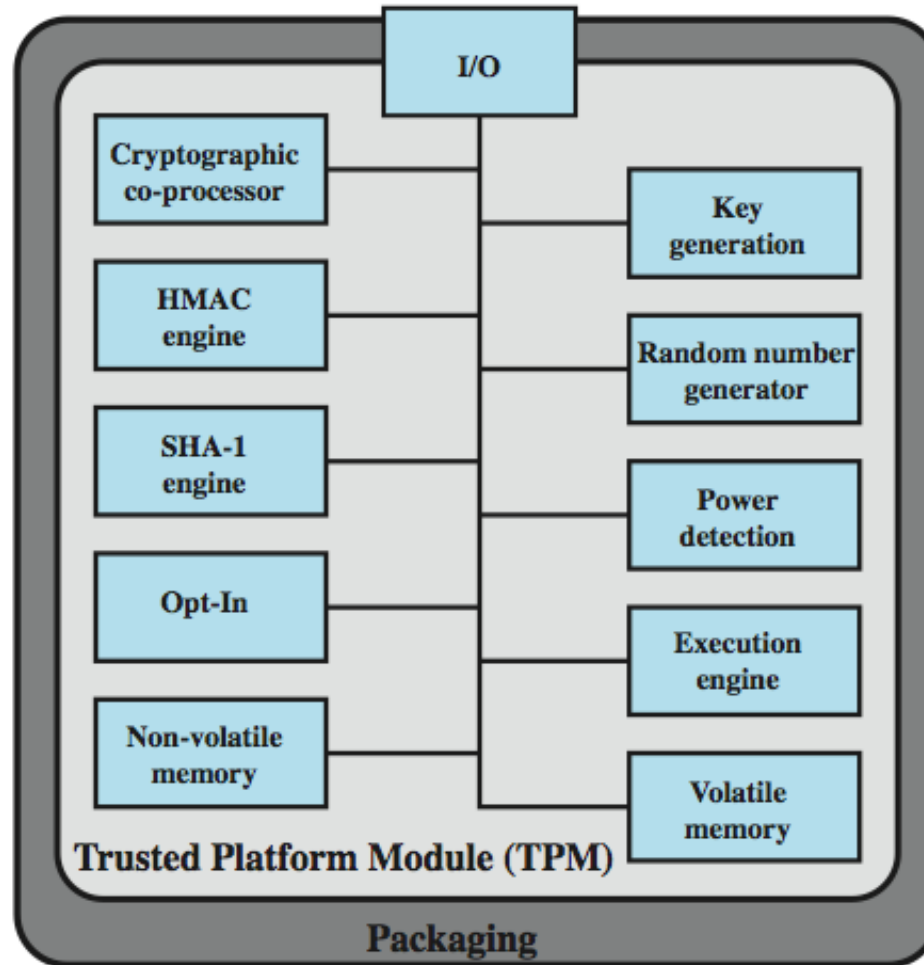 I/O
Cryptographic
co-processor
Key
generation
HMAC
engine
Random number
generator
SHA-1
engine
Power
detection
Opt-In
Execution
engine
Non-volatile
memory
Volatile
memory
Trusted Platform Module (TPM)
Packaging